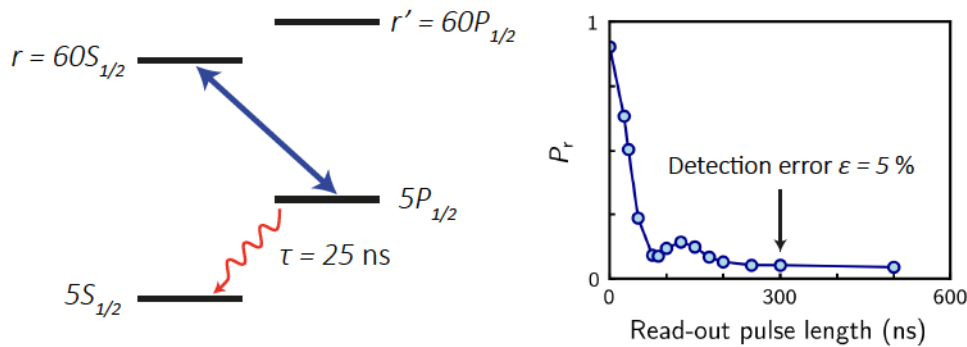 r' = 60P1/2
r = 60S1/2
5P1/2
τ = 25 ns
5S1/2
1
Pr
Detection error ε = 5 %
0
0 300 600
Read-out pulse length (ns)